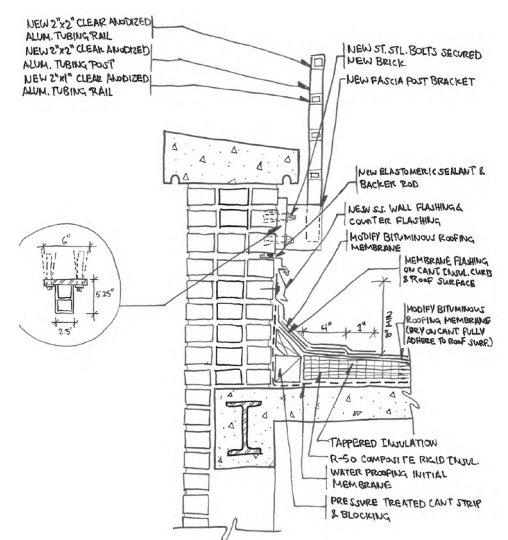 NEW 2"x2" CLEAR ANODIZED
ALUM. TUBING RAIL
NEW 2"x2" CLEAR ANODIZED
ALUM. TUBING POST
NEW 2"x1" CLEAR ANODIZED
ALUM. TUBING RAIL
NEW ST. STL. BOLTS SECURED
NEW BRICK
NEW FASCIA POST BRACKET
NEW ELASTOMERIC SEALANT &
BACKER ROD
NEW S.S. WALL FLASHING &
COUNTER FLASHING
MODIFY BITUMINOUS ROOFING
MEMBRANE
MEMBRANE FLASHING
ON CANT INSUL. CURB
& ROOF SURFACE
6"
5.25"
2.5"
4"
2"
8" MIN
MODIFY BITUMINOUS
ROOFING MEMBRANE
(DRY ON CANT FULLY
ADHERE TO ROOF SURF.)
TAPPERED INSULATION
R-50 COMPOSITE RIGID INSUL.
WATER PROOFING INITIAL
MEMBRANE
PRESSURE TREATED CANT STRIP
& BLOCKING